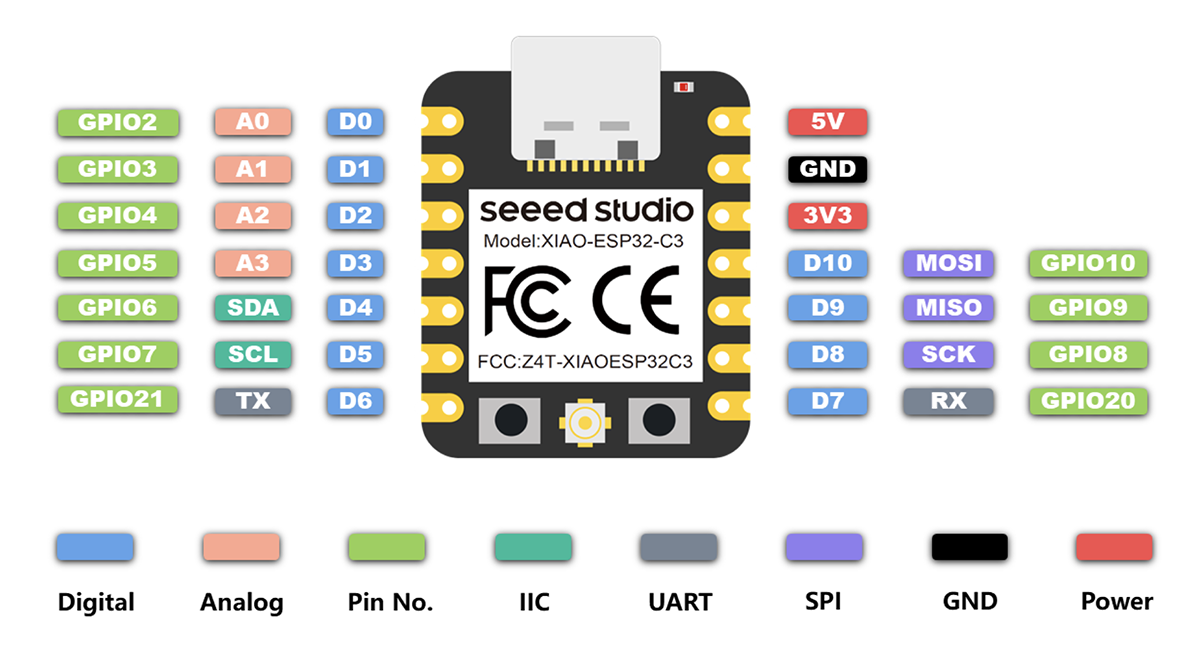 GPIO2 A0 D0 5V
GPIO3 A1 D1 GND
GPIO4 A2 D2 3V3
GPIO5 A3 D3 D10 MOSI GPIO10
GPIO6 SDA D4 D9 MISO GPIO9
GPIO7 SCL D5 D8 SCK GPIO8
GPIO21 TX D6 D7 RX GPIO20
seeed studio
Model:XIAO-ESP32-C3
FC CE
FCC:Z4T-XIAOESP32C3
Digital Analog Pin No. IIC UART SPI GND Power